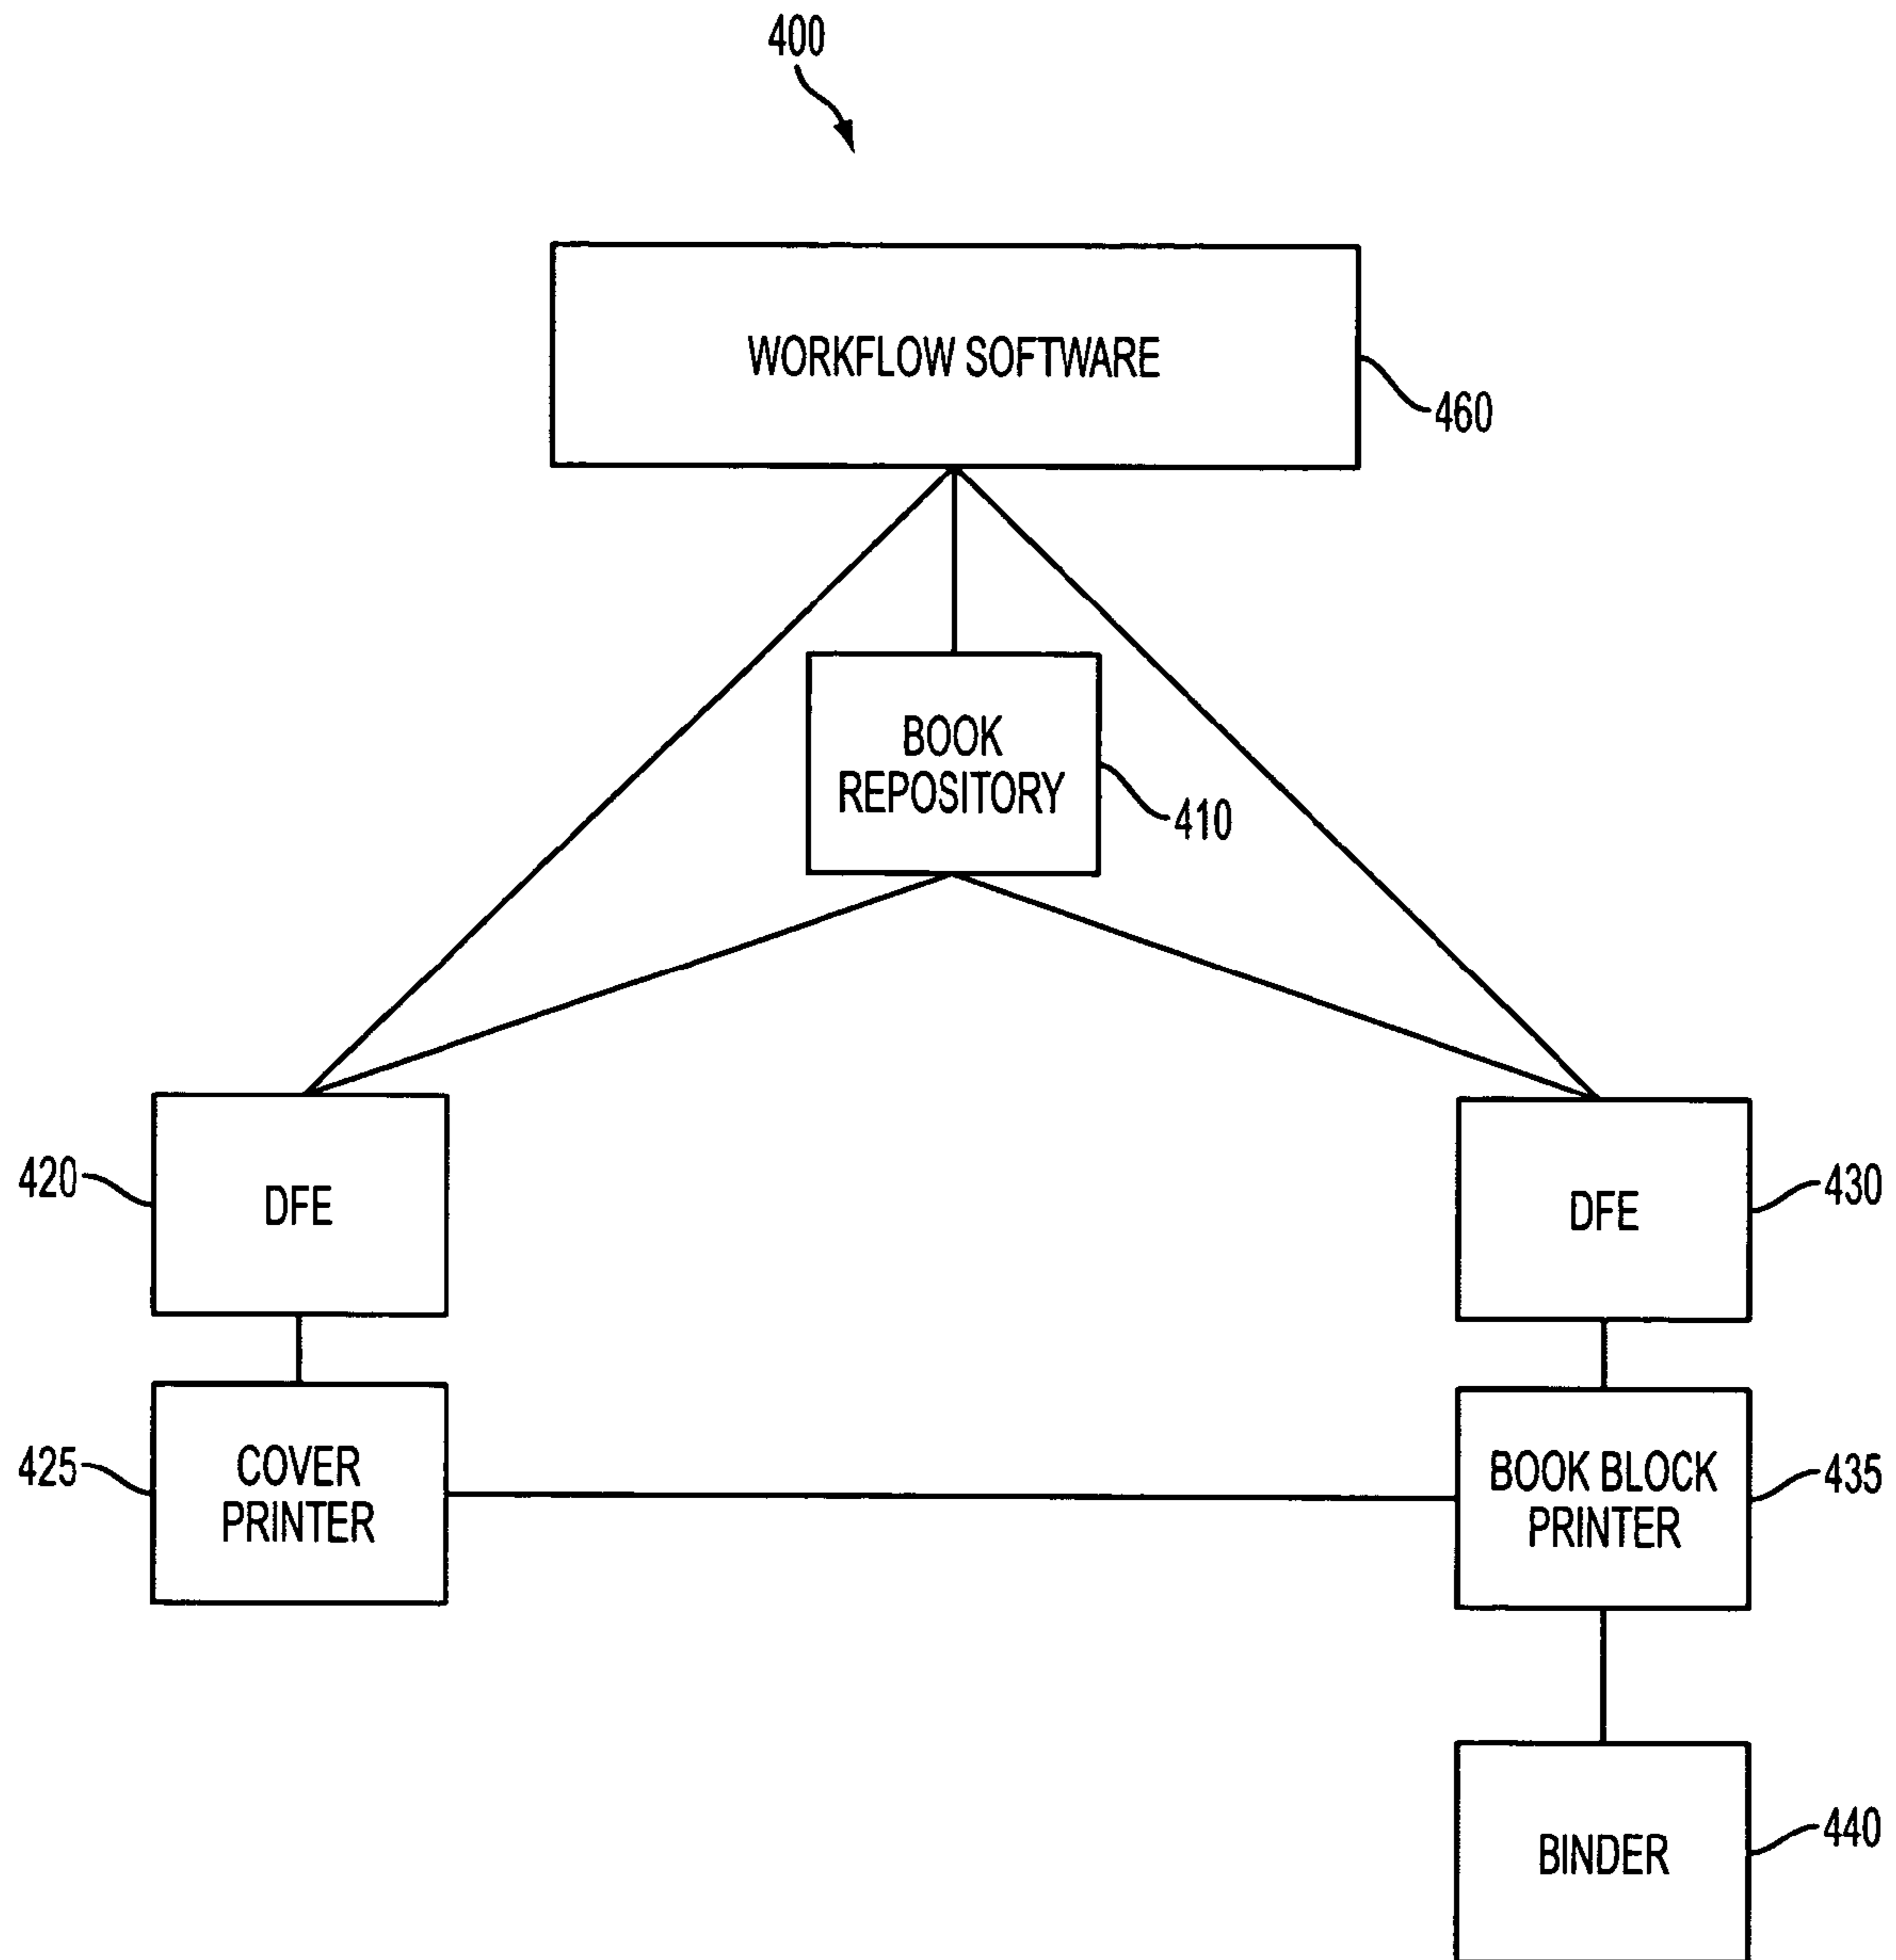 400
WORKFLOW SOFTWARE
460
BOOK
REPOSITORY
410
420
DFE
DFE
430
425
COVER
PRINTER
BOOK BLOCK
PRINTER
435
BINDER
440